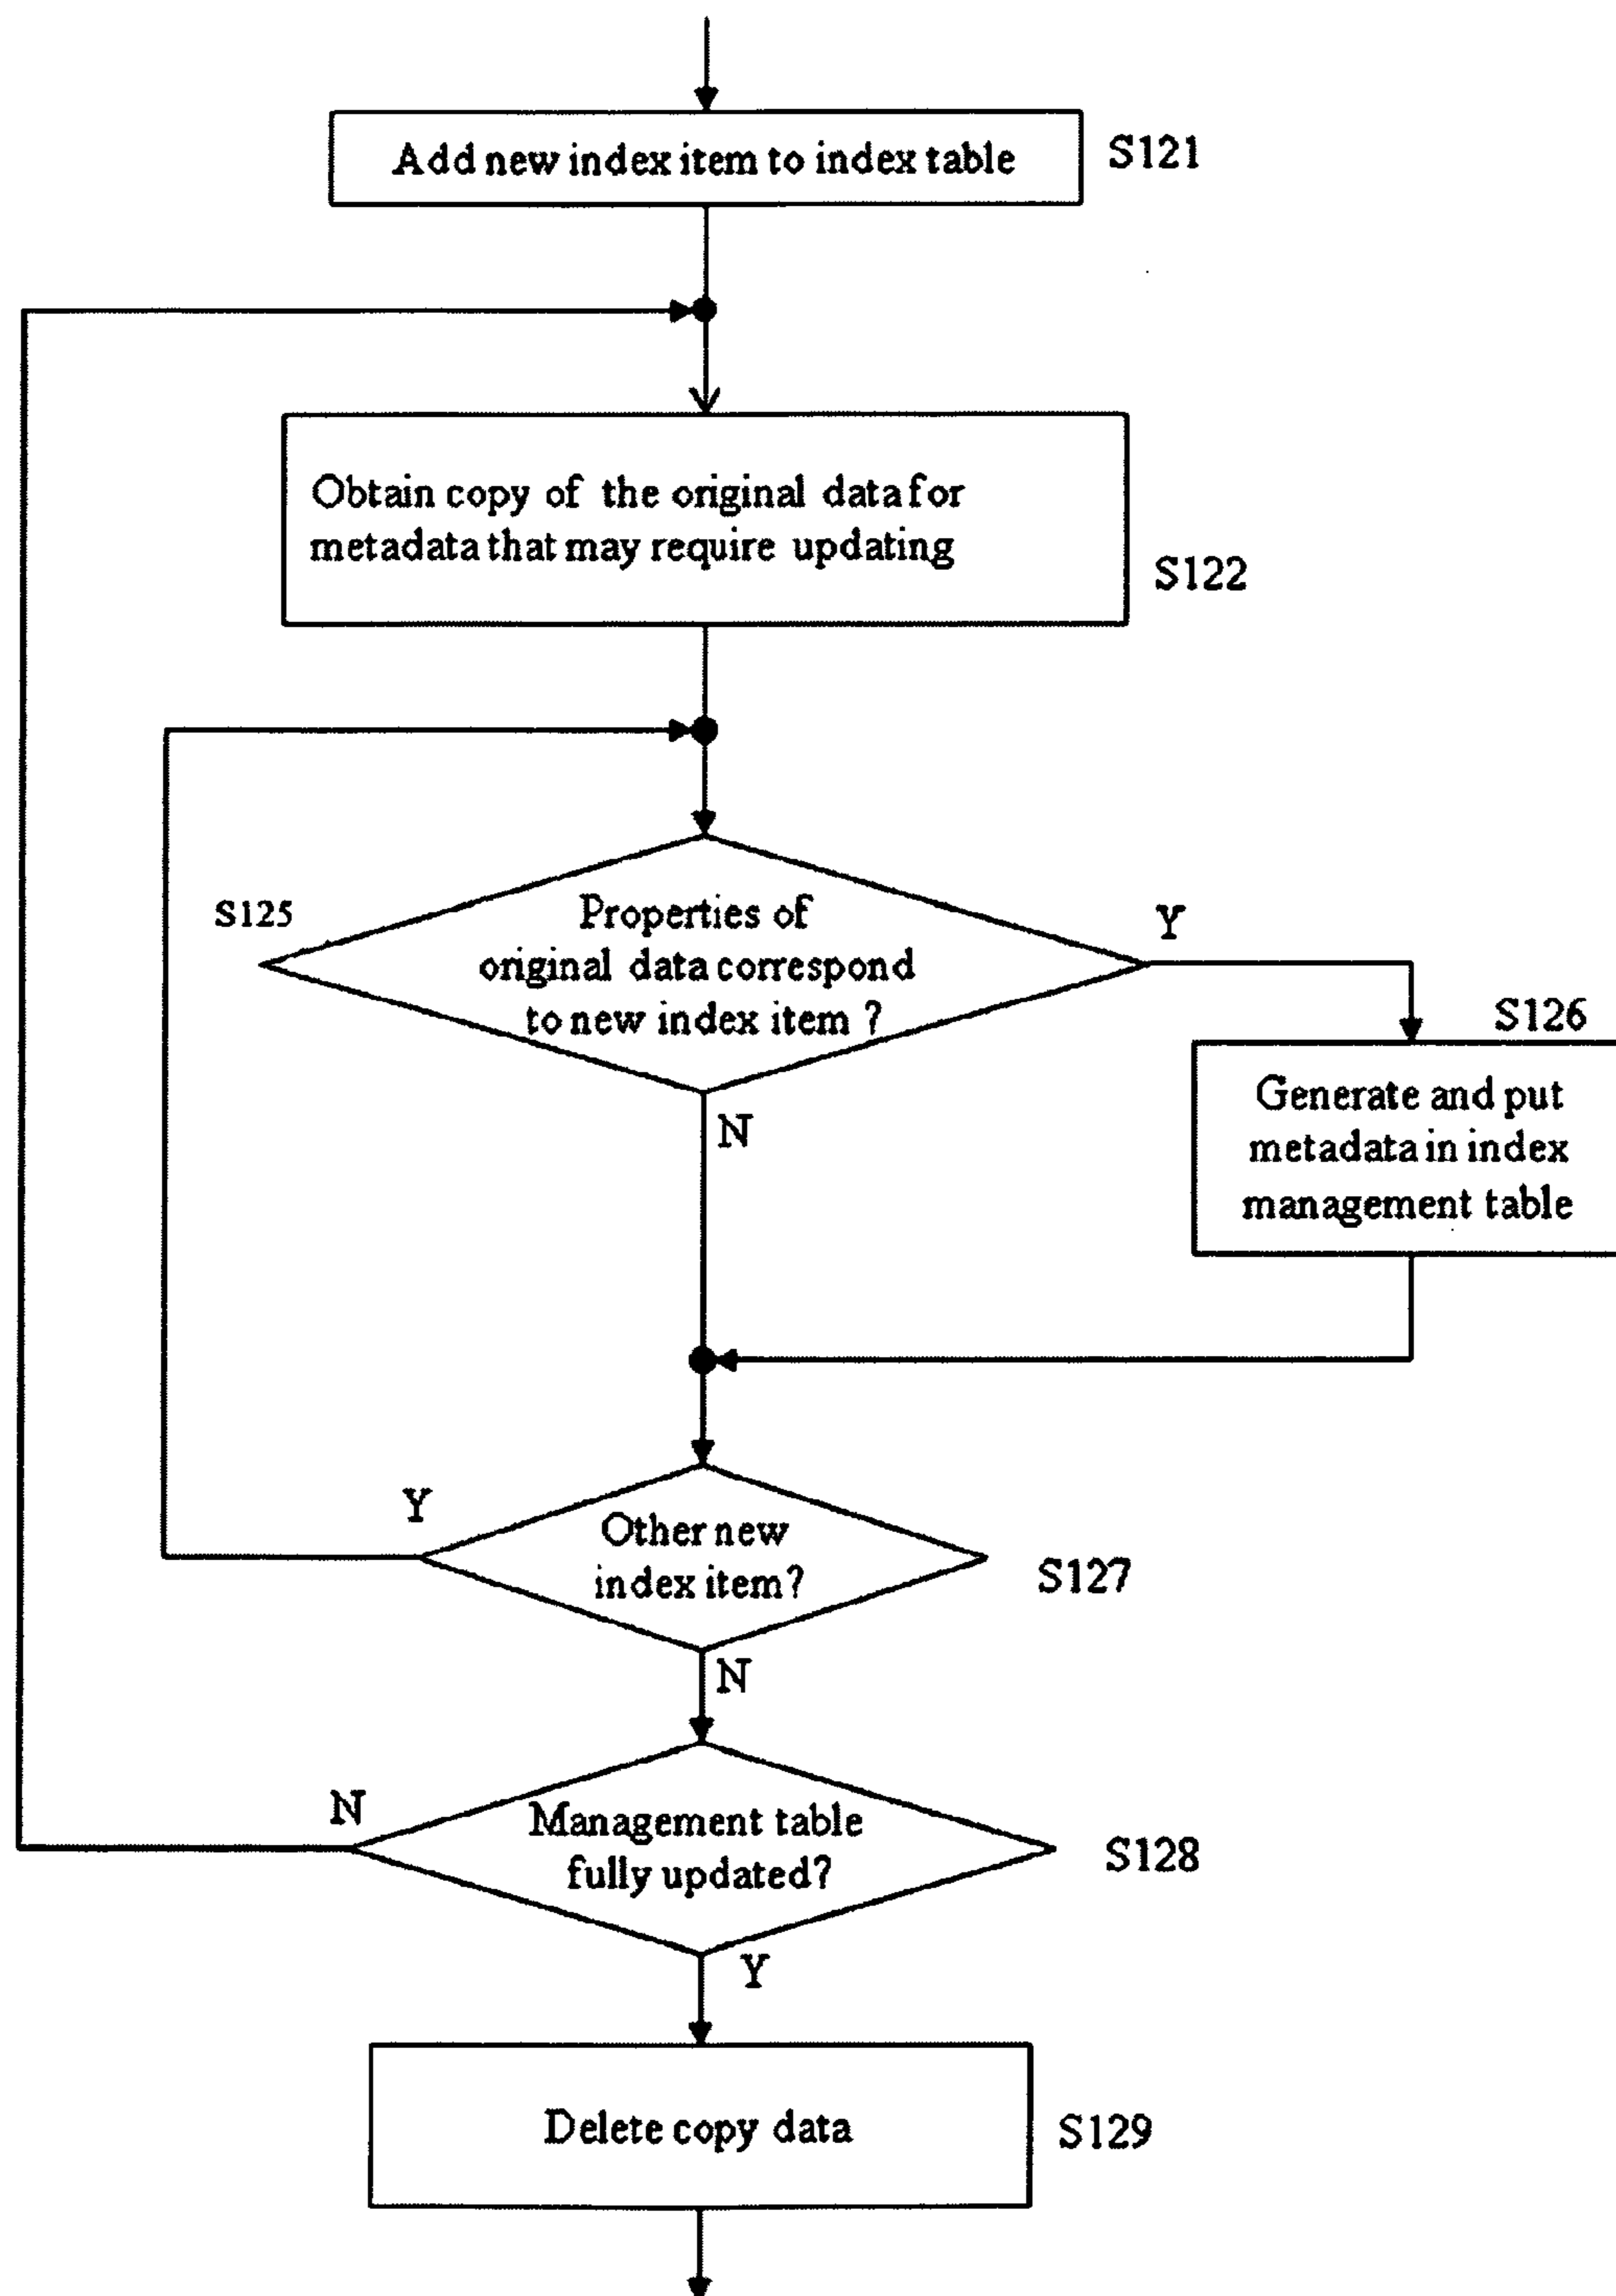 Add new index item to index table
S121
Obtain copy of the original data for
metadata that may require updating
S122
S125
Properties of
original data correspond
to new index item ?
Y
N
S126
Generate and put
metadata in index
management table
Y
Other new
index item?
S127
N
N
Management table
fully updated?
S128
Y
Delete copy data
S129